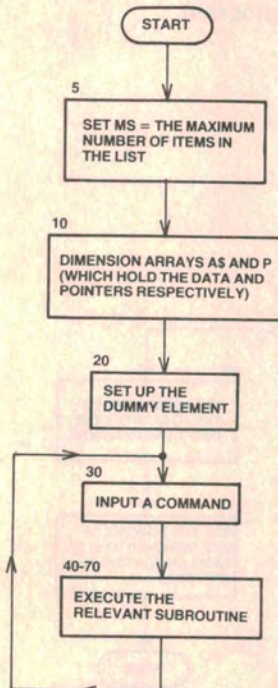 START
5
SET MS = THE MAXIMUM
NUMBER OF ITEMS IN
THE LIST
10
DIMENSION ARRAYS A$ AND P
(WHICH HOLD THE DATA AND
POINTERS RESPECTIVELY)
20
SET UP THE
DUMMY ELEMENT
30
INPUT A COMMAND
40-70
EXECUTE THE
RELEVANT SUBROUTINE